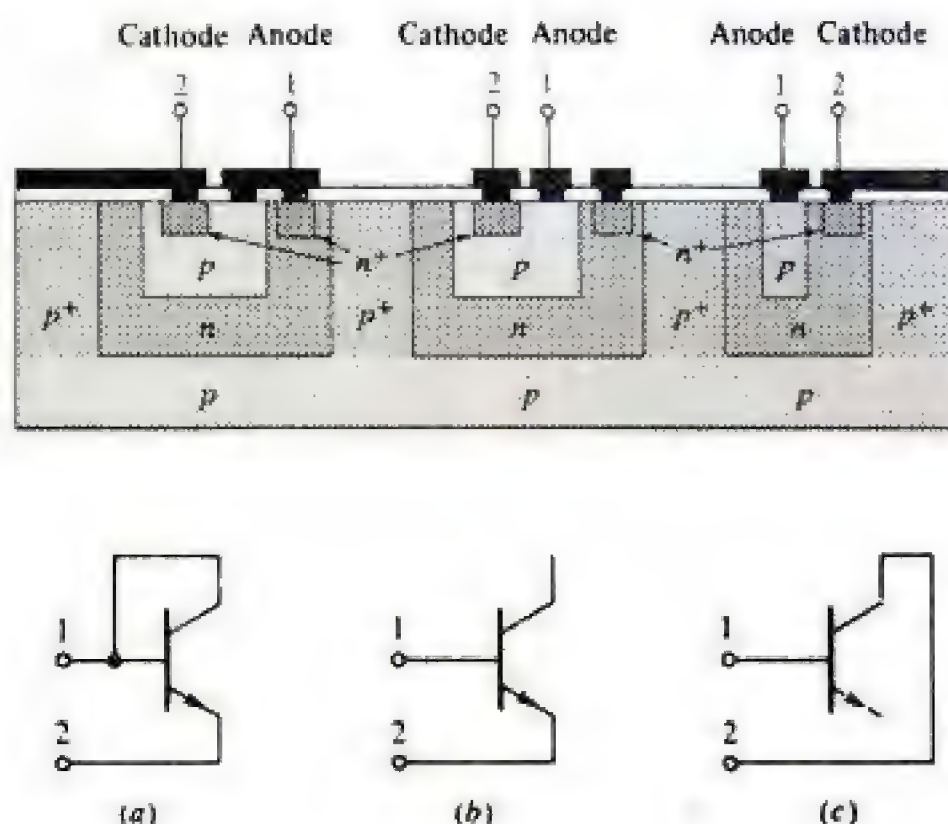 Cathode Anode Cathode Anode Anode Cathode
2 1 2 1 1 2
p n⁺ p n⁺ p
p⁺ n p⁺ n p⁺ n p⁺
p p p
1 1 1
2 2 2
(a) (b) (c)